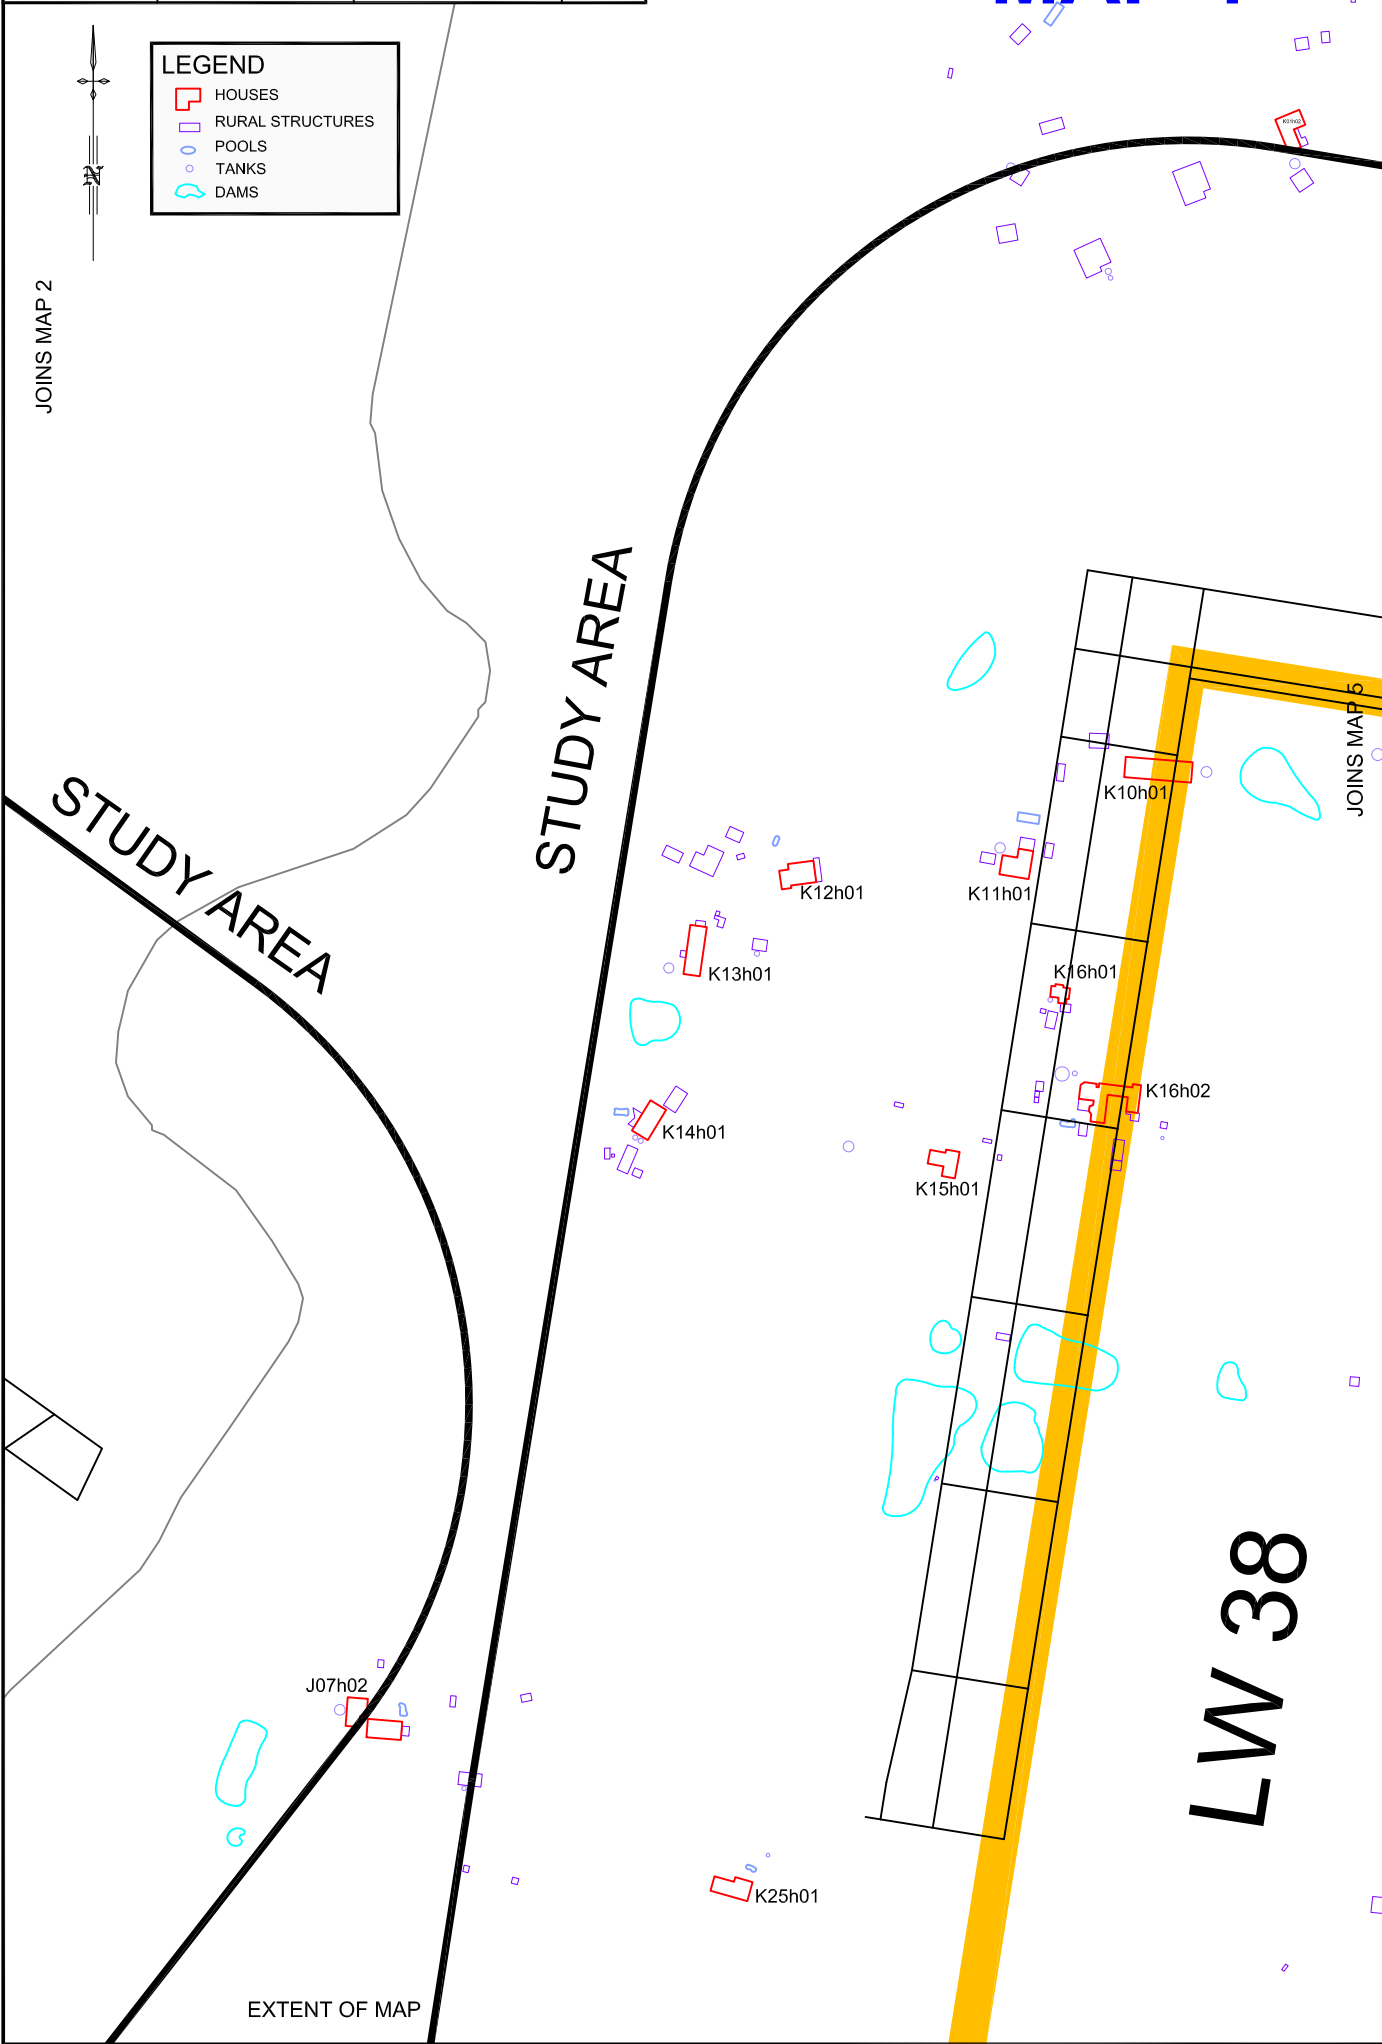 LEGEND
HOUSES
RURAL STRUCTURES
POOLS
TANKS
DAMS
N
K01h02
JOINS MAP 2
STUDY AREA
STUDY AREA
JOINS MAP 5
K10h01
K11h01
K12h01
K13h01
K16h01
K16h02
K14h01
K15h01
LW 38
J07h02
K25h01
EXTENT OF MAP